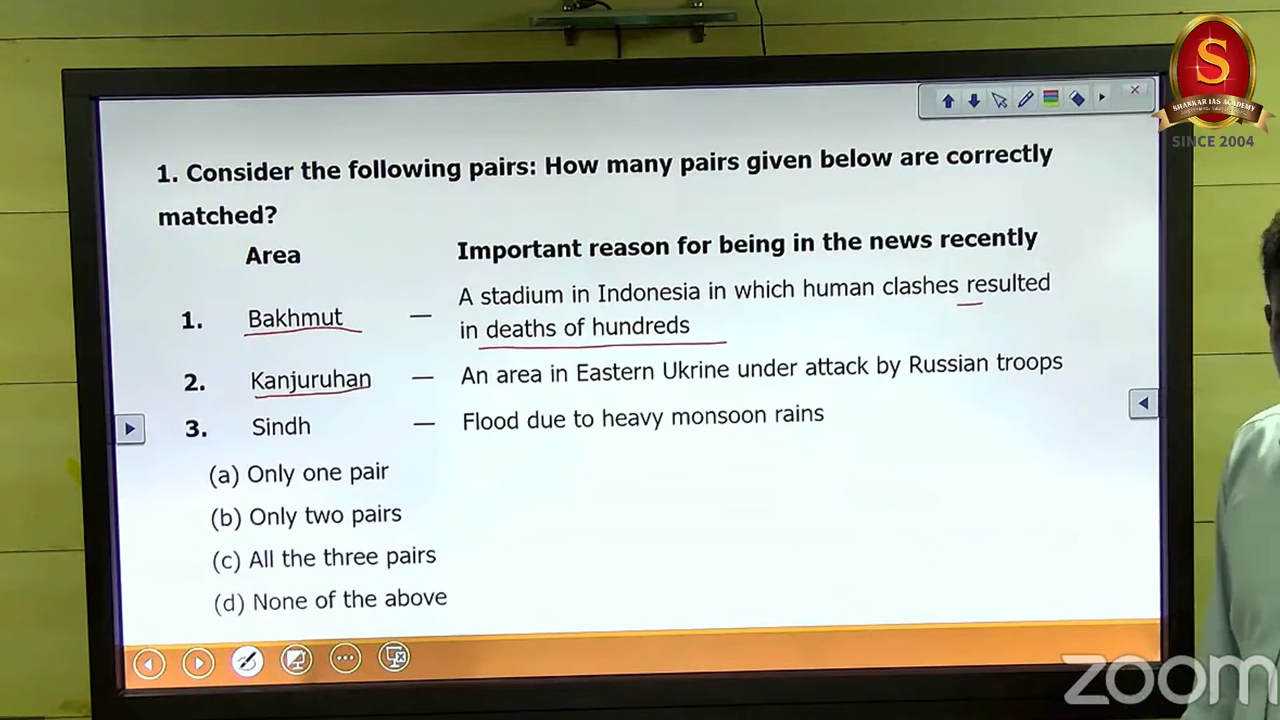 S
SHANKAR IAS ACADEMY
SINCE 2004
1. Consider the following pairs: How many pairs given below are correctly
matched?
Area Important reason for being in the news recently
1. Bakhmut — A stadium in Indonesia in which human clashes resulted
in deaths of hundreds
2. Kanjuruhan — An area in Eastern Ukrine under attack by Russian troops
3. Sindh — Flood due to heavy monsoon rains
(a) Only one pair
(b) Only two pairs
(c) All the three pairs
(d) None of the above
zoom